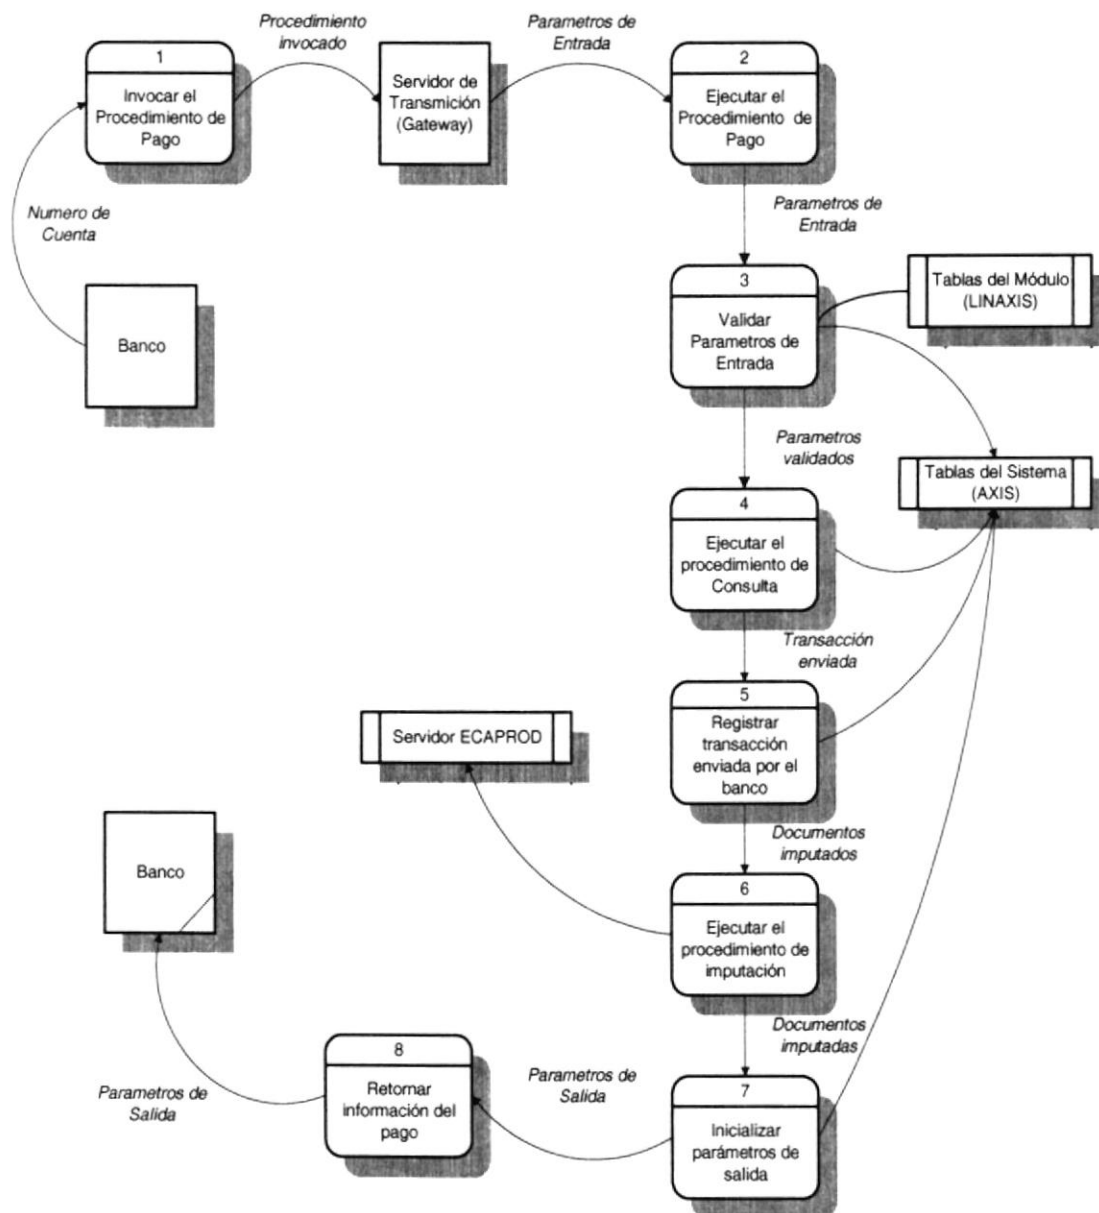 Procedimiento
invocado
Parametros de
Entrada
1
Invocar el
Procedimiento de
Pago
Servidor de
Transmición
(Gateway)
2
Ejecutar el
Procedimiento de
Pago
Numero de
Cuenta
Parametros de
Entrada
Banco
3
Validar
Parametros de
Entrada
Tablas del Módulo
(LINAXIS)
Parametros
validados
Tablas del Sistema
(AXIS)
4
Ejecutar el
procedimiento de
Consulta
Transacción
enviada
5
Registrar
transacción
enviada por el
banco
Servidor ECAPROD
Documentos
imputados
Banco
6
Ejecutar el
procedimiento de
imputación
Documentos
imputadas
8
Retornar
información del
pago
Parametros de
Salida
Parametros de
Salida
7
Inicializar
parámetros de
salida